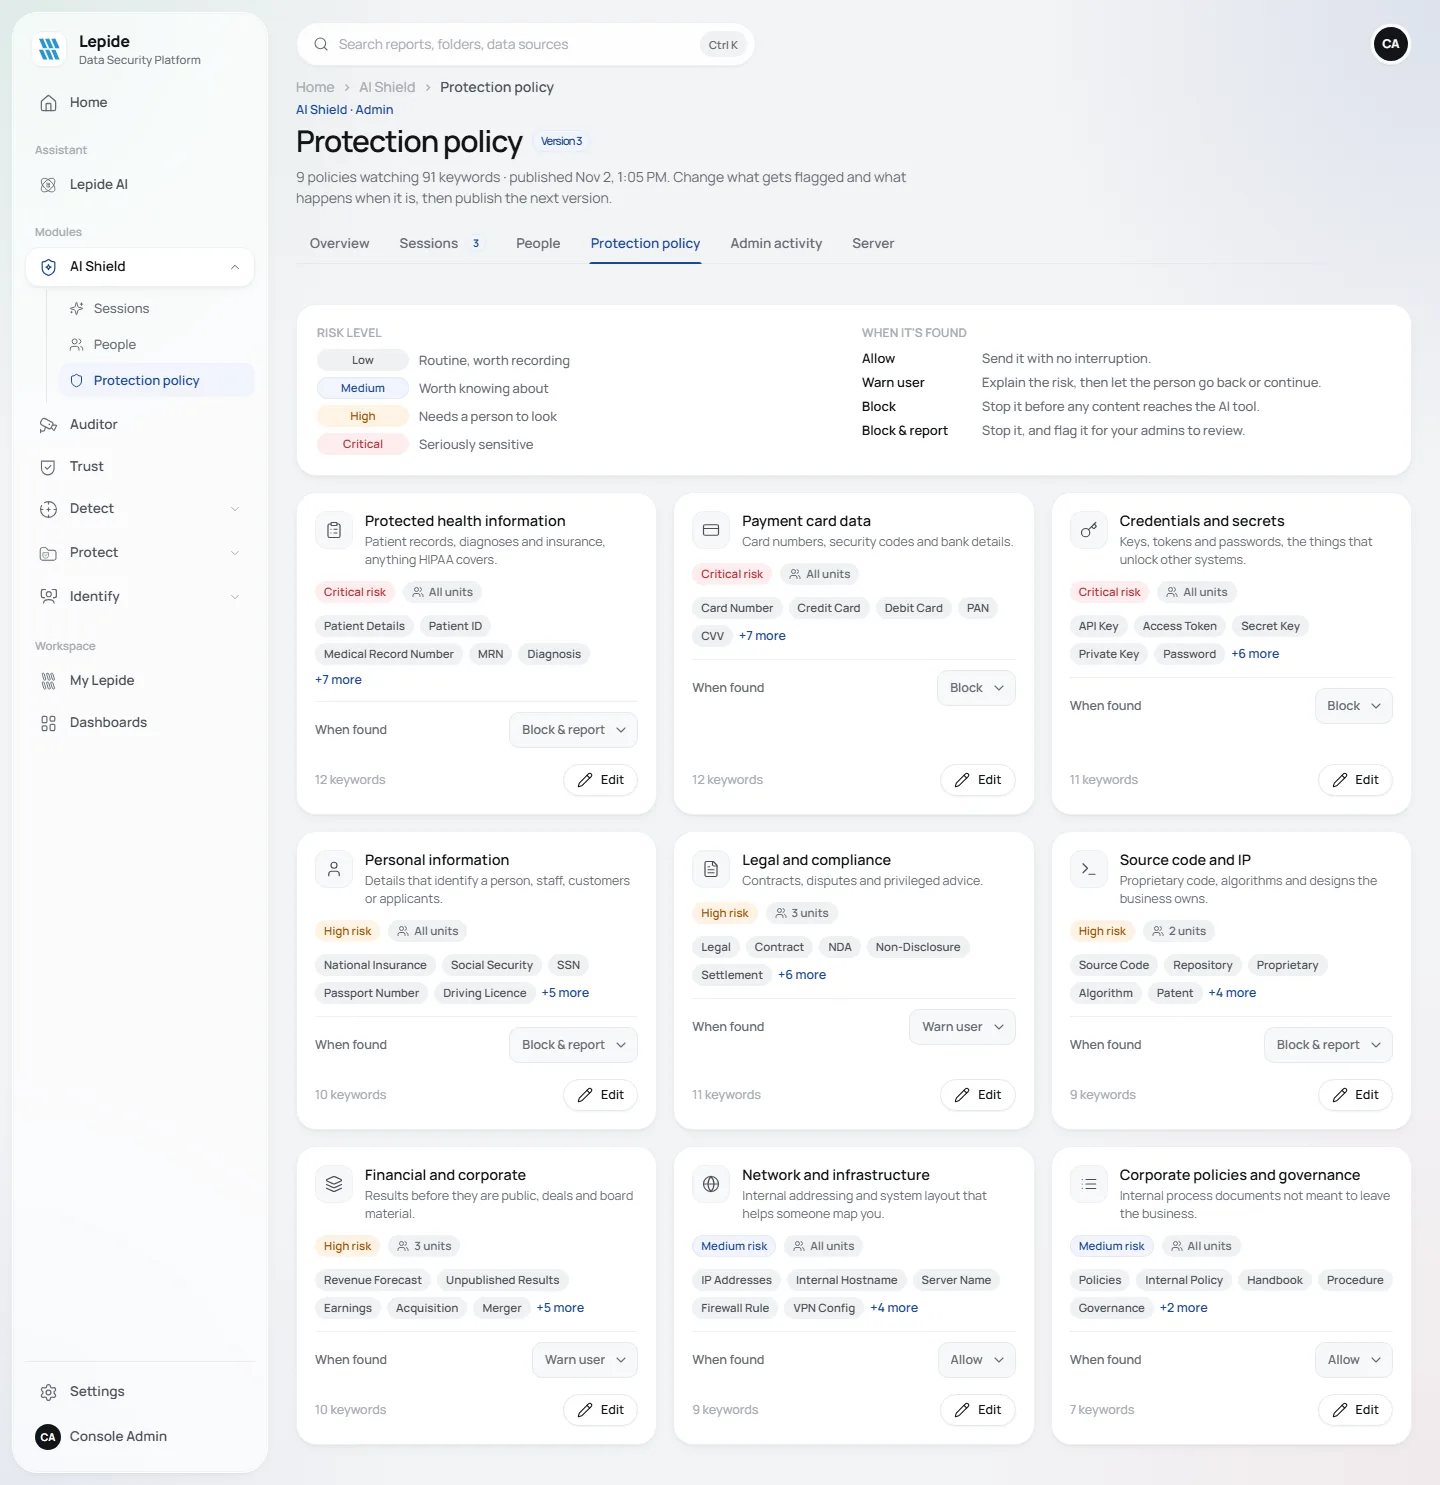 Lepide
Data Security Platform
Home
Assistant
Lepide AI
Modules
AI Shield
Sessions
People
Protection policy
Auditor
Trust
Detect
Protect
Identify
Workspace
My Lepide
Dashboards
Settings
CA Console Admin
Search reports, folders, data sources Ctrl K
CA
Home > AI Shield > Protection policy
AI Shield · Admin
Protection policy Version 3
9 policies watching 91 keywords · published Nov 2, 1:05 PM. Change what gets flagged and what
happens when it is, then publish the next version.
Overview Sessions 3 People Protection policy Admin activity Server
RISK LEVEL
Low Routine, worth recording
Medium Worth knowing about
High Needs a person to look
Critical Seriously sensitive
WHEN IT'S FOUND
Allow Send it with no interruption.
Warn user Explain the risk, then let the person go back or continue.
Block Stop it before any content reaches the AI tool.
Block & report Stop it, and flag it for your admins to review.
Protected health information
Patient records, diagnoses and insurance,
anything HIPAA covers.
Critical risk All units
Patient Details Patient ID
Medical Record Number MRN Diagnosis
+7 more
When found Block & report
12 keywords Edit
Payment card data
Card numbers, security codes and bank details.
Critical risk All units
Card Number Credit Card Debit Card PAN
CVV +7 more
When found Block
12 keywords Edit
Credentials and secrets
Keys, tokens and passwords, the things that
unlock other systems.
Critical risk All units
API Key Access Token Secret Key
Private Key Password +6 more
When found Block
11 keywords Edit
Personal information
Details that identify a person, staff, customers
or applicants.
High risk All units
National Insurance Social Security SSN
Passport Number Driving Licence +5 more
When found Block & report
10 keywords Edit
Legal and compliance
Contracts, disputes and privileged advice.
High risk 3 units
Legal Contract NDA Non-Disclosure
Settlement +6 more
When found Warn user
11 keywords Edit
Source code and IP
Proprietary code, algorithms and designs the
business owns.
High risk 2 units
Source Code Repository Proprietary
Algorithm Patent +4 more
When found Block & report
9 keywords Edit
Financial and corporate
Results before they are public, deals and board
material.
High risk 3 units
Revenue Forecast Unpublished Results
Earnings Acquisition Merger +5 more
When found Warn user
10 keywords Edit
Network and infrastructure
Internal addressing and system layout that
helps someone map you.
Medium risk All units
IP Addresses Internal Hostname Server Name
Firewall Rule VPN Config +4 more
When found Allow
9 keywords Edit
Corporate policies and governance
Internal process documents not meant to leave
the business.
Medium risk All units
Policies Internal Policy Handbook Procedure
Governance +2 more
When found Allow
7 keywords Edit